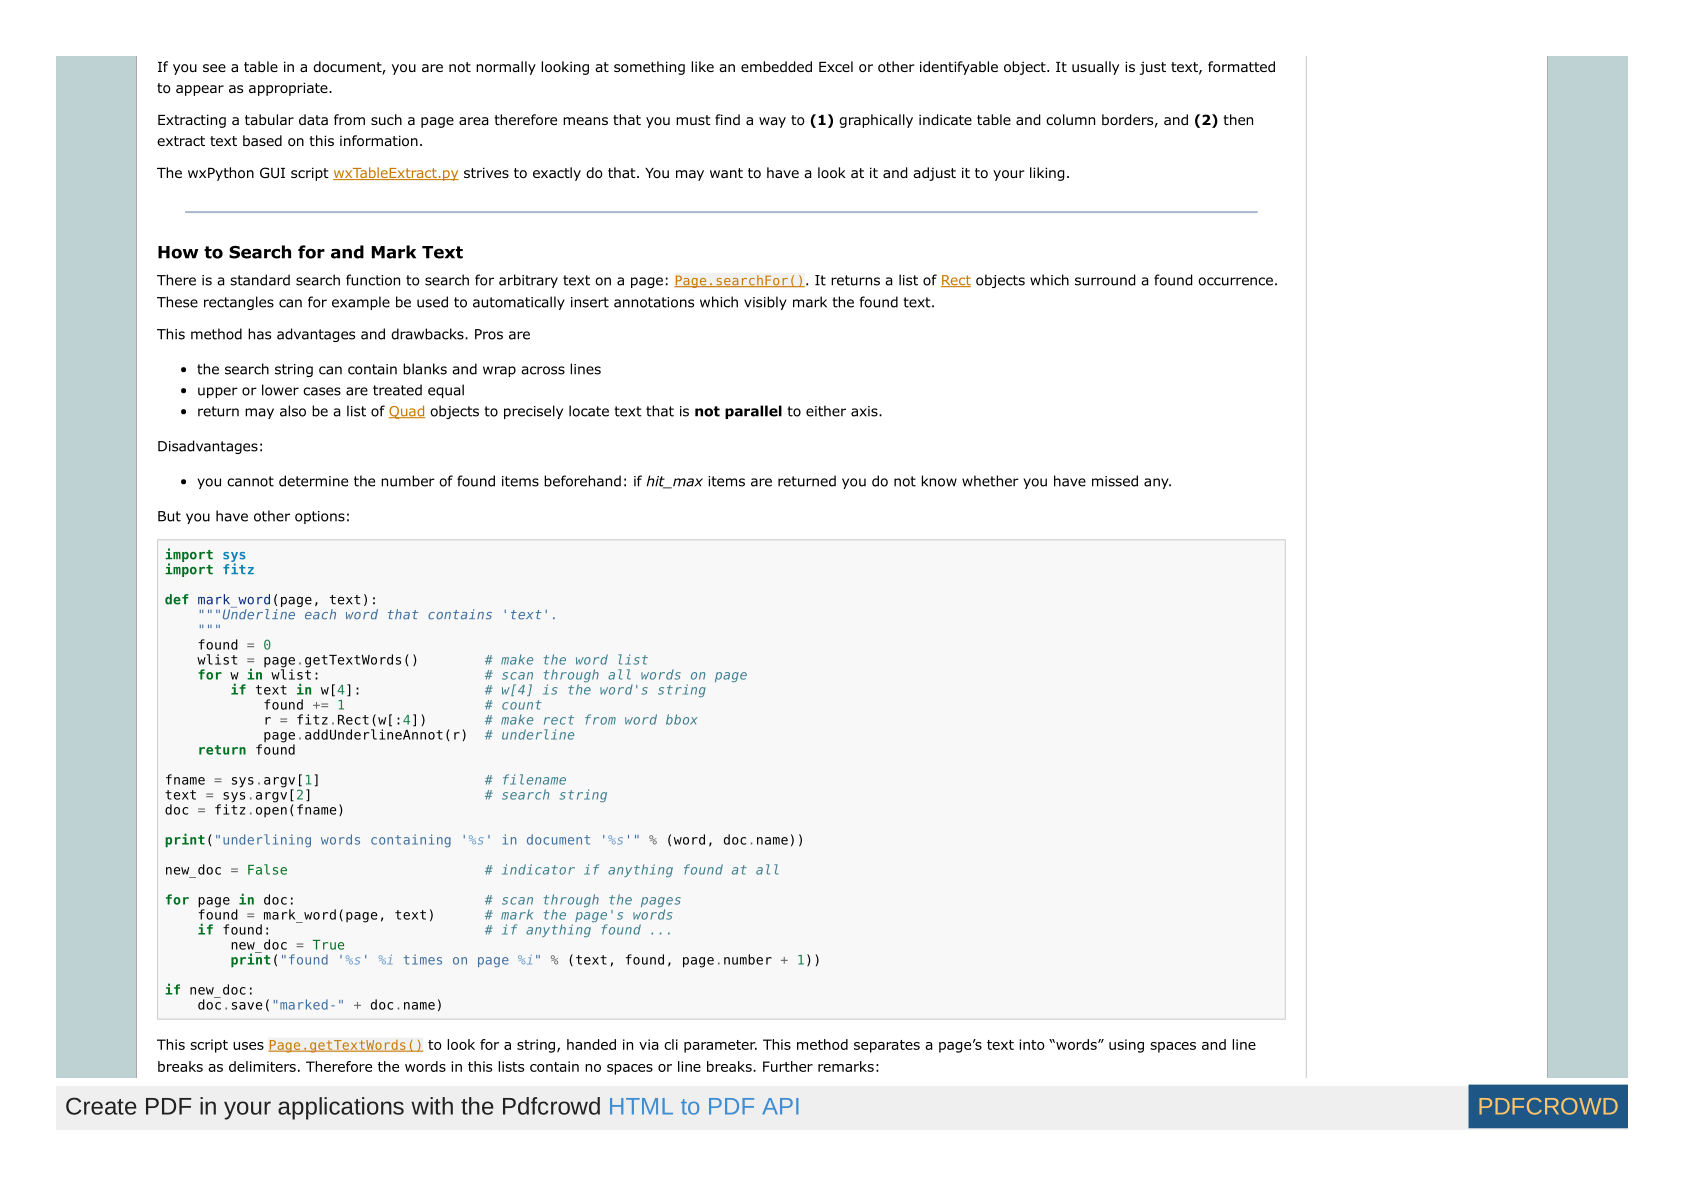 If you see a table in a document, you are not normally looking at something like an embedded Excel or other identifyable object. It usually is just text, formatted
to appear as appropriate.
Extracting a tabular data from such a page area therefore means that you must find a way to (1) graphically indicate table and column borders, and (2) then
extract text based on this information.
The wxPython GUI script wxTableExtract.py strives to exactly do that. You may want to have a look at it and adjust it to your liking.
How to Search for and Mark Text
There is a standard search function to search for arbitrary text on a page: Page.searchFor(). It returns a list of Rect objects which surround a found occurrence.
These rectangles can for example be used to automatically insert annotations which visibly mark the found text.
This method has advantages and drawbacks. Pros are
• the search string can contain blanks and wrap across lines
• upper or lower cases are treated equal
• return may also be a list of Quad objects to precisely locate text that is not parallel to either axis.
Disadvantages:
• you cannot determine the number of found items beforehand: if hit_max items are returned you do not know whether you have missed any.
But you have other options:
import sys
import fitz
def mark_word(page, text):
    """Underline each word that contains 'text'.
    """
    found = 0
    wlist = page.getTextWords()        # make the word list
    for w in wlist:                    # scan through all words on page
        if text in w[4]:               # w[4] is the word's string
            found += 1                 # count
            r = fitz.Rect(w[:4])       # make rect from word bbox
            page.addUnderlineAnnot(r)  # underline
    return found
fname = sys.argv[1]                    # filename
text = sys.argv[2]                     # search string
doc = fitz.open(fname)
print("underlining words containing '%s' in document '%s'" % (word, doc.name))
new_doc = False                        # indicator if anything found at all
for page in doc:                       # scan through the pages
    found = mark_word(page, text)      # mark the page's words
    if found:                          # if anything found ...
        new_doc = True
        print("found '%s' %i times on page %i" % (text, found, page.number + 1))
if new_doc:
    doc.save("marked-" + doc.name)
This script uses Page.getTextWords() to look for a string, handed in via cli parameter. This method separates a page’s text into “words” using spaces and line
breaks as delimiters. Therefore the words in this lists contain no spaces or line breaks. Further remarks:
Create PDF in your applications with the Pdfcrowd HTML to PDF API
PDFCROWD